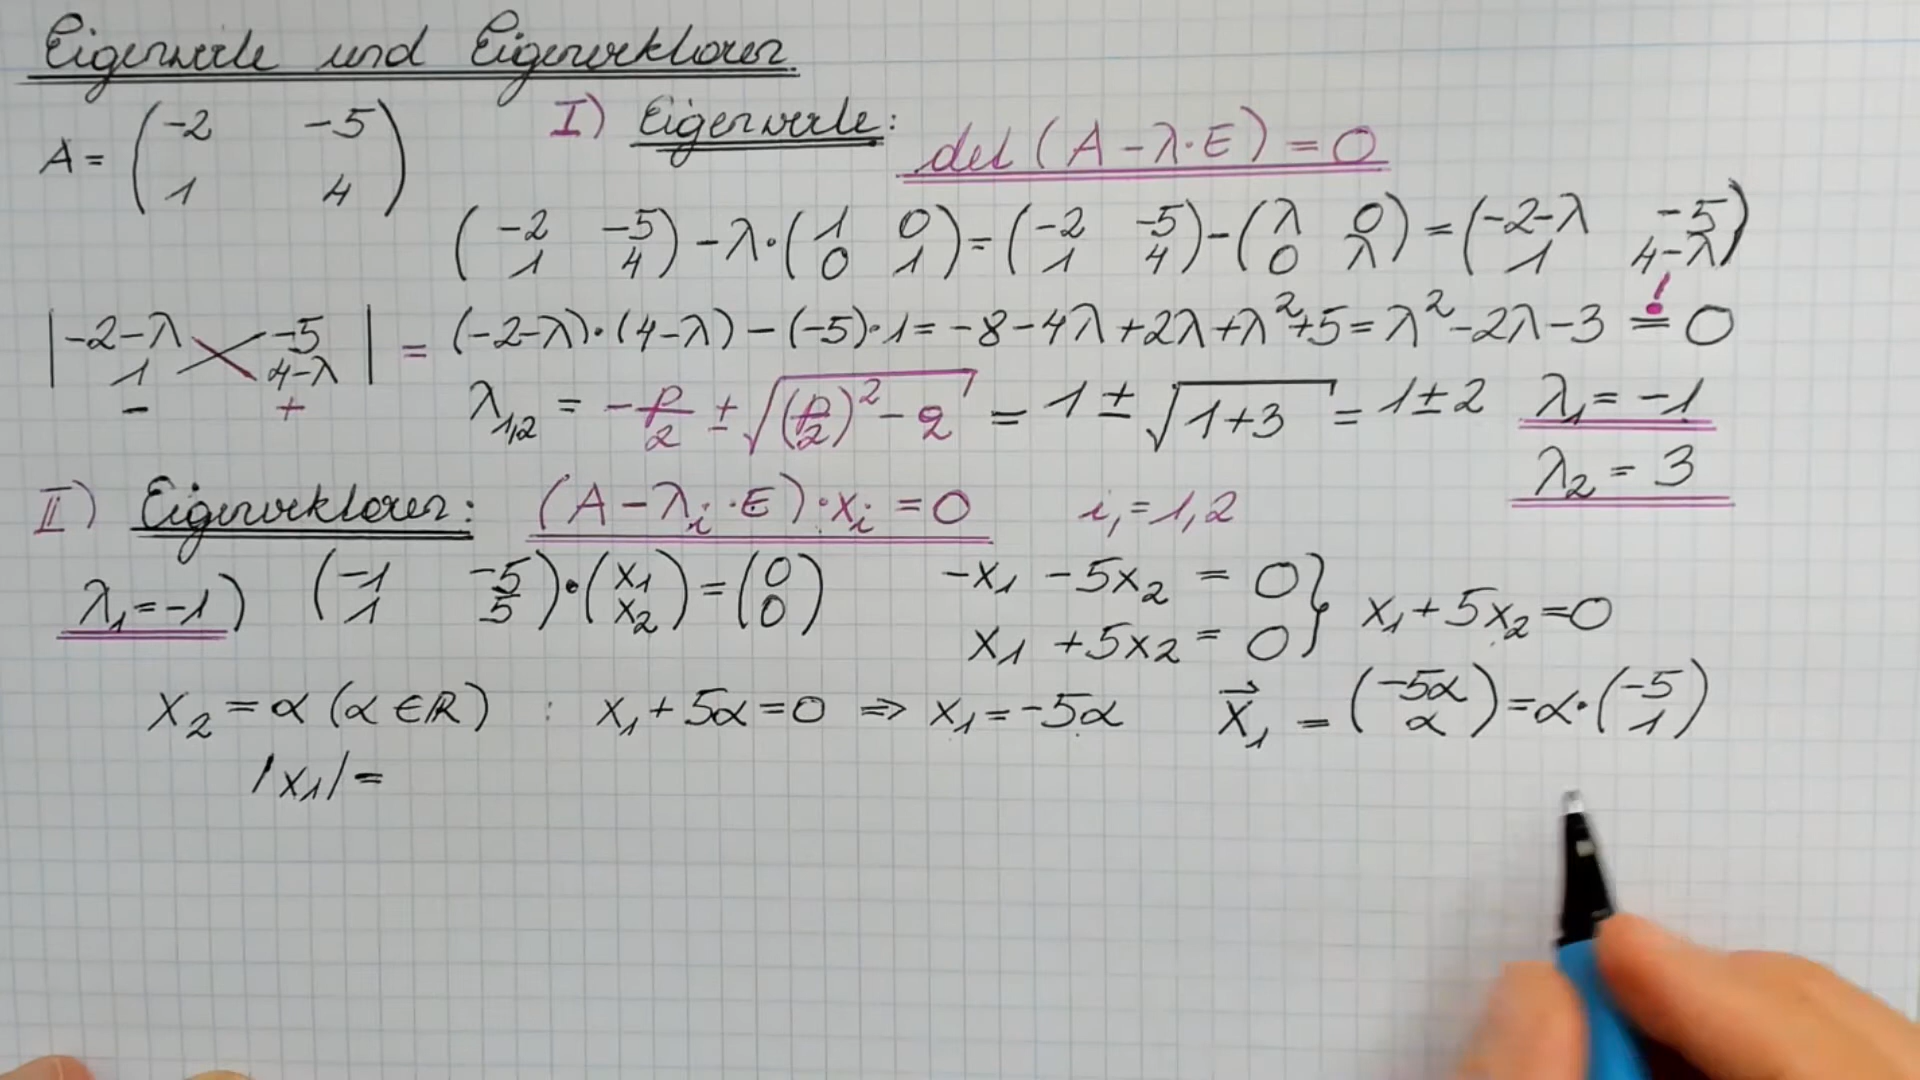 Eigenwerte und Eigenvektoren
A = ( -2 -5 ; 1 4 )
I) Eigenwerte: det (A - λ·E) = 0
( -2 -5 ; 1 4 ) - λ · ( 1 0 ; 0 1 ) = ( -2 -5 ; 1 4 ) - ( λ 0 ; 0 λ ) = ( -2-λ -5 ; 1 4-λ )
| -2-λ -5 ; 1 4-λ | = (-2-λ)·(4-λ) - (-5)·1 = -8 - 4λ + 2λ + λ² + 5 = λ² - 2λ - 3 =! 0
- +
λ1,2 = -p/2 ± √((p/2)² - q) = 1 ± √(1+3) = 1 ± 2 λ₁ = -1
λ₂ = 3
II) Eigenvektoren: (A - λi · E) · xi = 0 i, = 1, 2
λ₁ = -1) ( -1 -5 ; 1 5 ) · ( x₁ ; x₂ ) = ( 0 ; 0 ) -x₁ - 5x₂ = 0
x₁ + 5x₂ = 0 } x₁ + 5x₂ = 0
x₂ = α (α ∈ ℝ) : x₁ + 5α = 0 ⇒ x₁ = -5α x⃗₁ = ( -5α ; α ) = α · ( -5 ; 1 )
|x₁| =